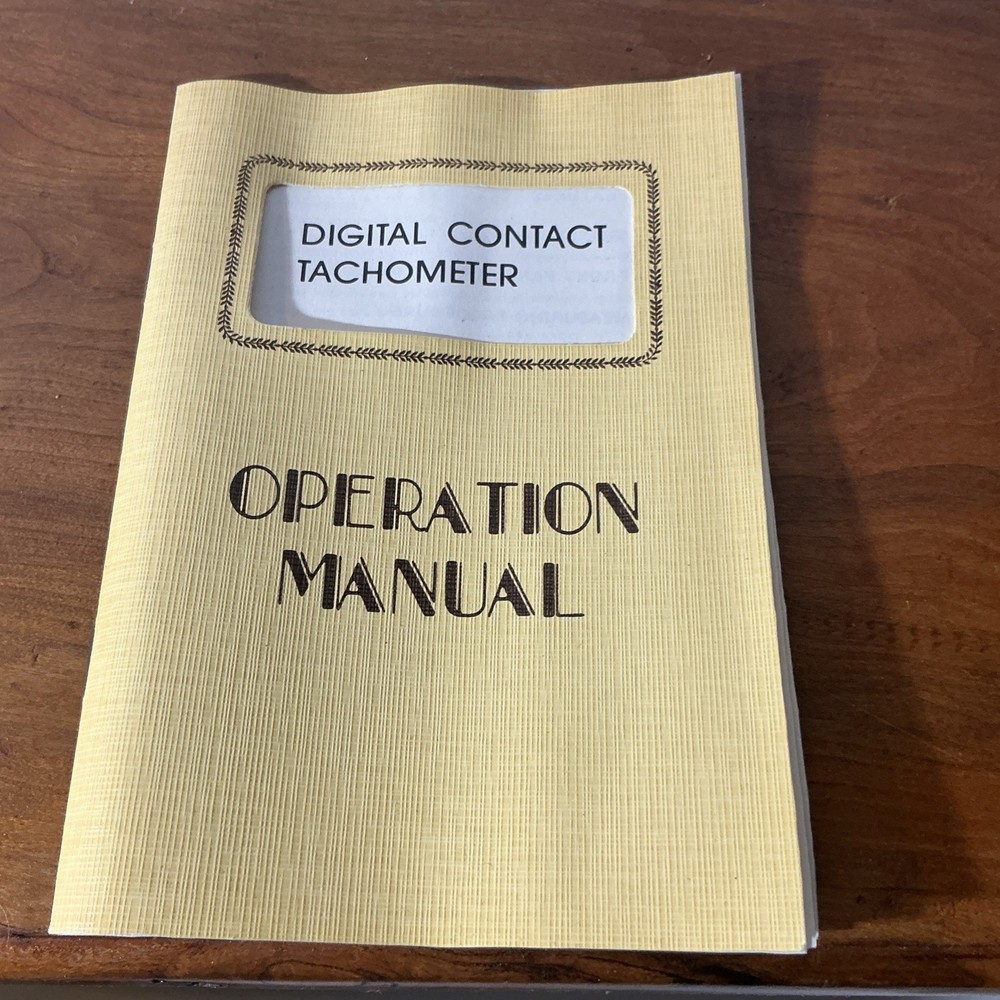 DIGITAL CONTACT
TACHOMETER
OPERATION
MANUAL